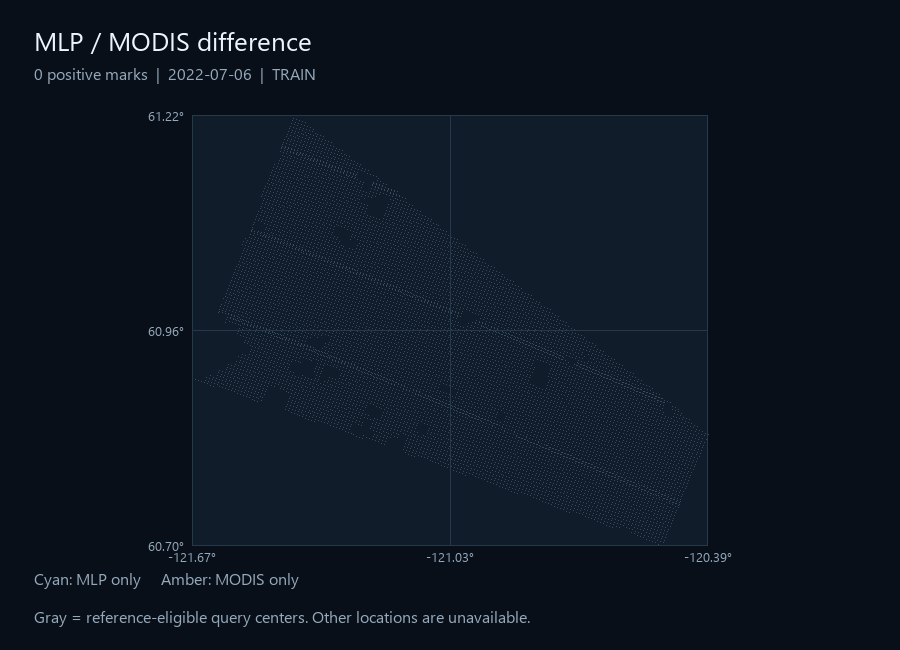 MLP / MODIS difference
0 positive marks | 2022-07-06 | TRAIN
61.22°
60.96°
60.70°
-121.67° -121.03° -120.39°
Cyan: MLP only Amber: MODIS only
Gray = reference-eligible query centers. Other locations are unavailable.